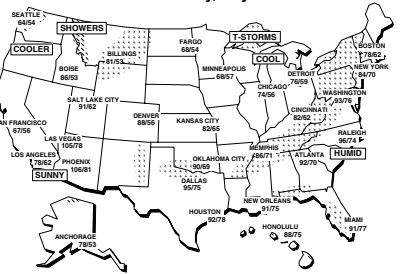 SEATTLE
64/54
SHOWERS
COOLER
BILLINGS
81/53
BOISE
86/53
FARGO
68/54
T-STORMS
COOL
MINNEAPOLIS
68/57
DETROIT
76/59
BOSTON
78/62
NEW YORK
84/70
CHICAGO
74/56
WASHINGTON
93/76
SALT LAKE CITY
91/62
DENVER
88/56
KANSAS CITY
82/65
CINCINNATI
82/62
SAN FRANCISCO
67/56
LAS VEGAS
105/78
RALEIGH
96/74
LOS ANGELES
78/62
PHOENIX
106/81
SUNNY
OKLAHOMA CITY
90/69
MEMPHIS
86/71
ATLANTA
92/70
HUMID
DALLAS
95/75
HOUSTON
92/78
NEW ORLEANS
91/75
MIAMI
91/77
ANCHORAGE
78/53
HONOLULU
88/75